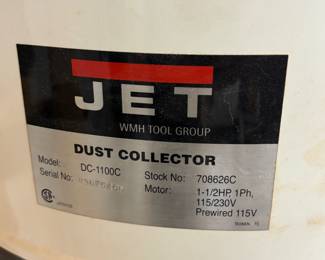 JET
WMH TOOL GROUP
DUST COLLECTOR
Model: DC-1100C Stock No: 708626C
Serial No: Motor: 1-1/2HP, 1Ph,
115/230V
Prewired 115V